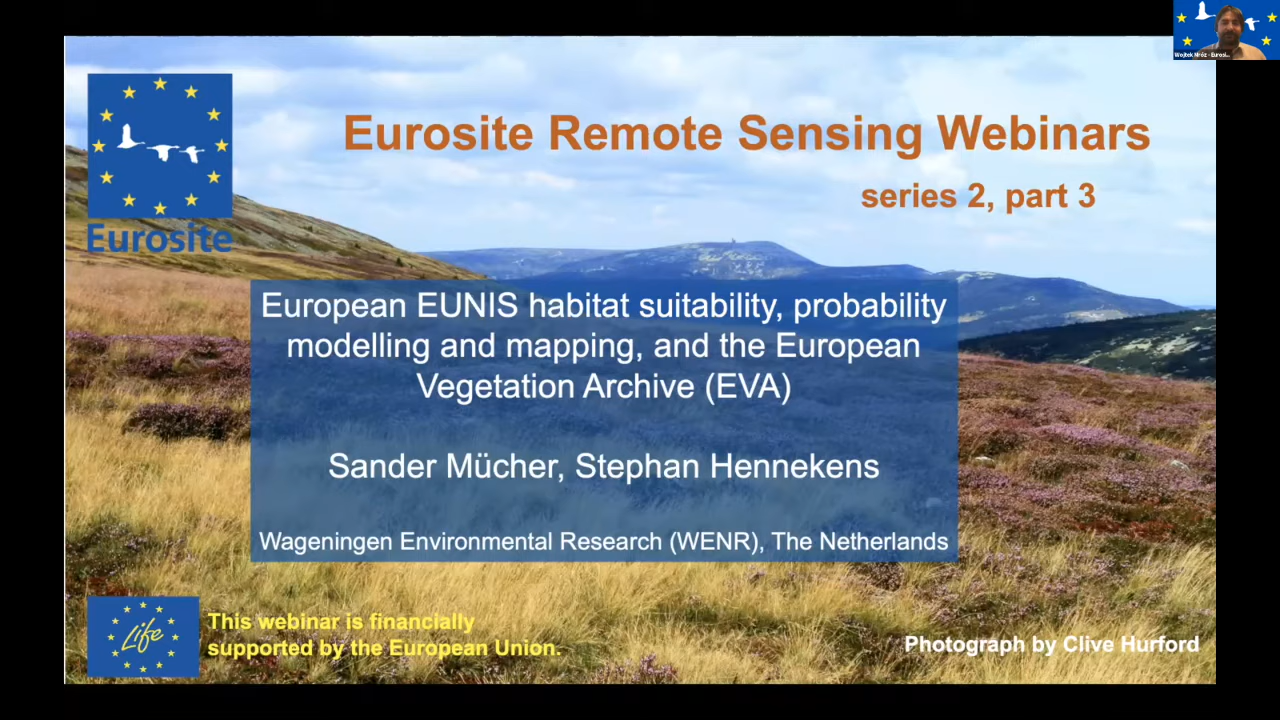 Eurosite Remote Sensing Webinars
series 2, part 3
Eurosite
European EUNIS habitat suitability, probability
modelling and mapping, and the European
Vegetation Archive (EVA)
Sander Mücher, Stephan Hennekens
Wageningen Environmental Research (WENR), The Netherlands
Life
This webinar is financially
supported by the European Union.
Photograph by Clive Hurford